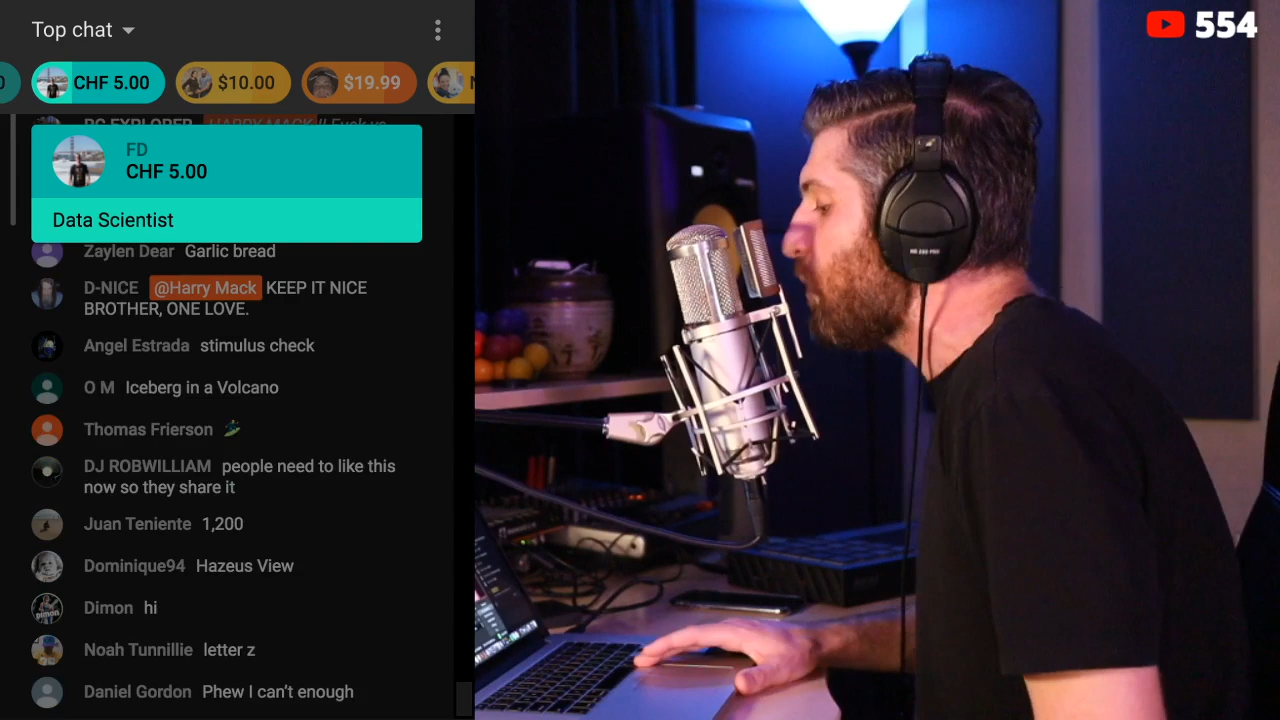 Top chat
554
CHF 5.00
$10.00
$19.99
FD
CHF 5.00
Data Scientist
Zaylen Dear Garlic bread
D-NICE @Harry Mack KEEP IT NICE
BROTHER, ONE LOVE.
Angel Estrada stimulus check
O M Iceberg in a Volcano
Thomas Frierson
DJ ROBWILLIAM people need to like this
now so they share it
Juan Teniente 1,200
Dominique94 Hazeus View
Dimon hi
Noah Tunnillie letter z
Daniel Gordon Phew I can't enough